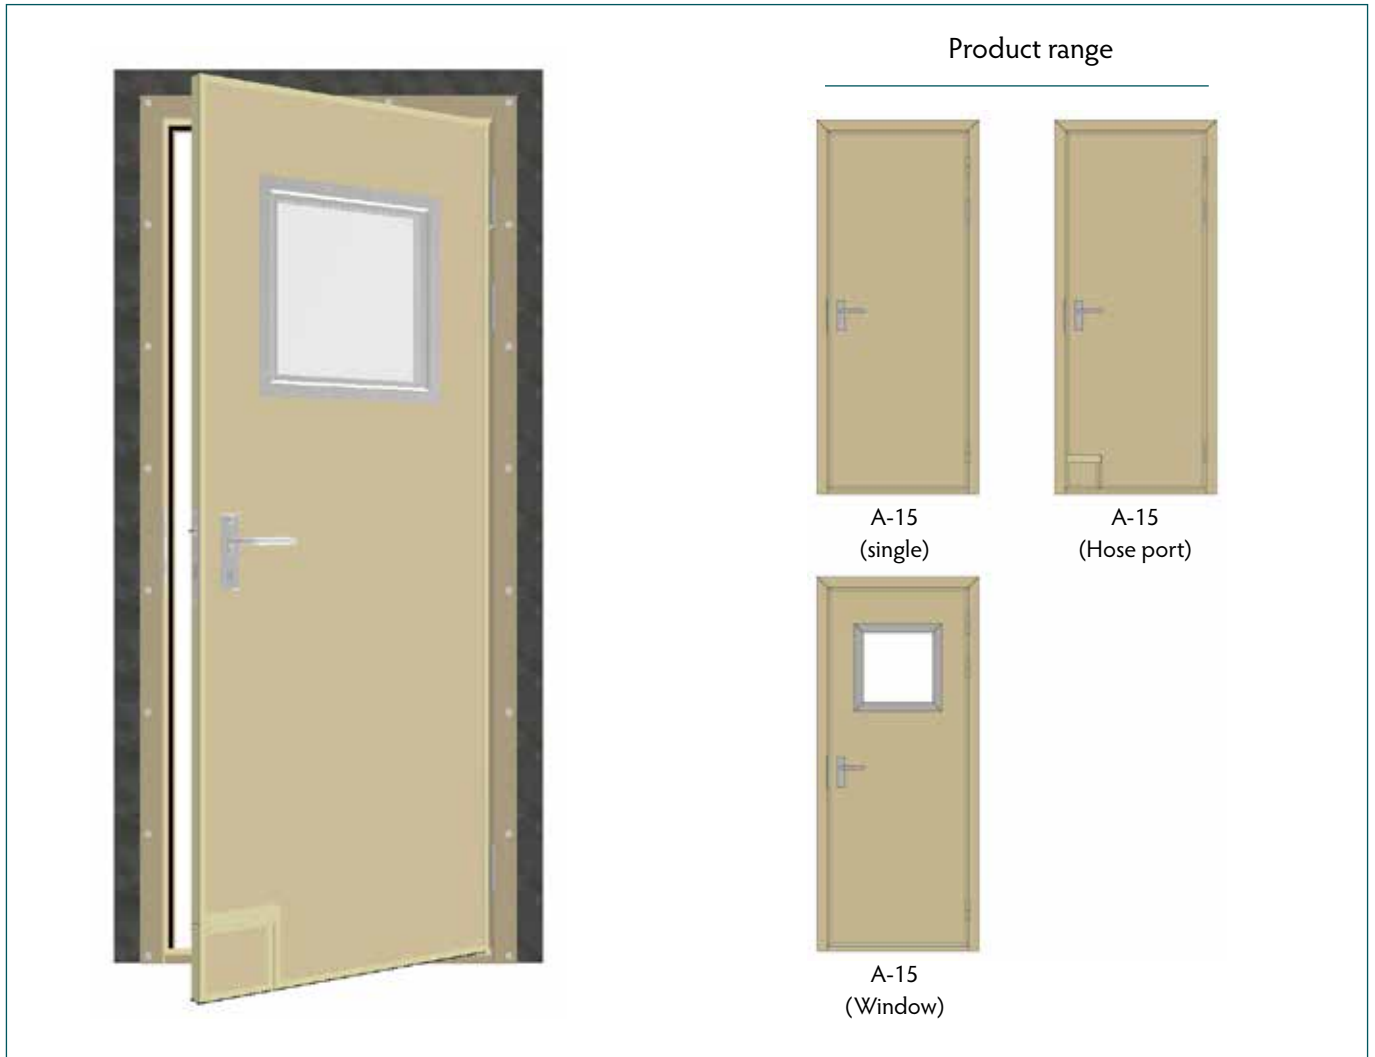 Product range
A-15
(single)
A-15
(Hose port)
A-15
(Window)